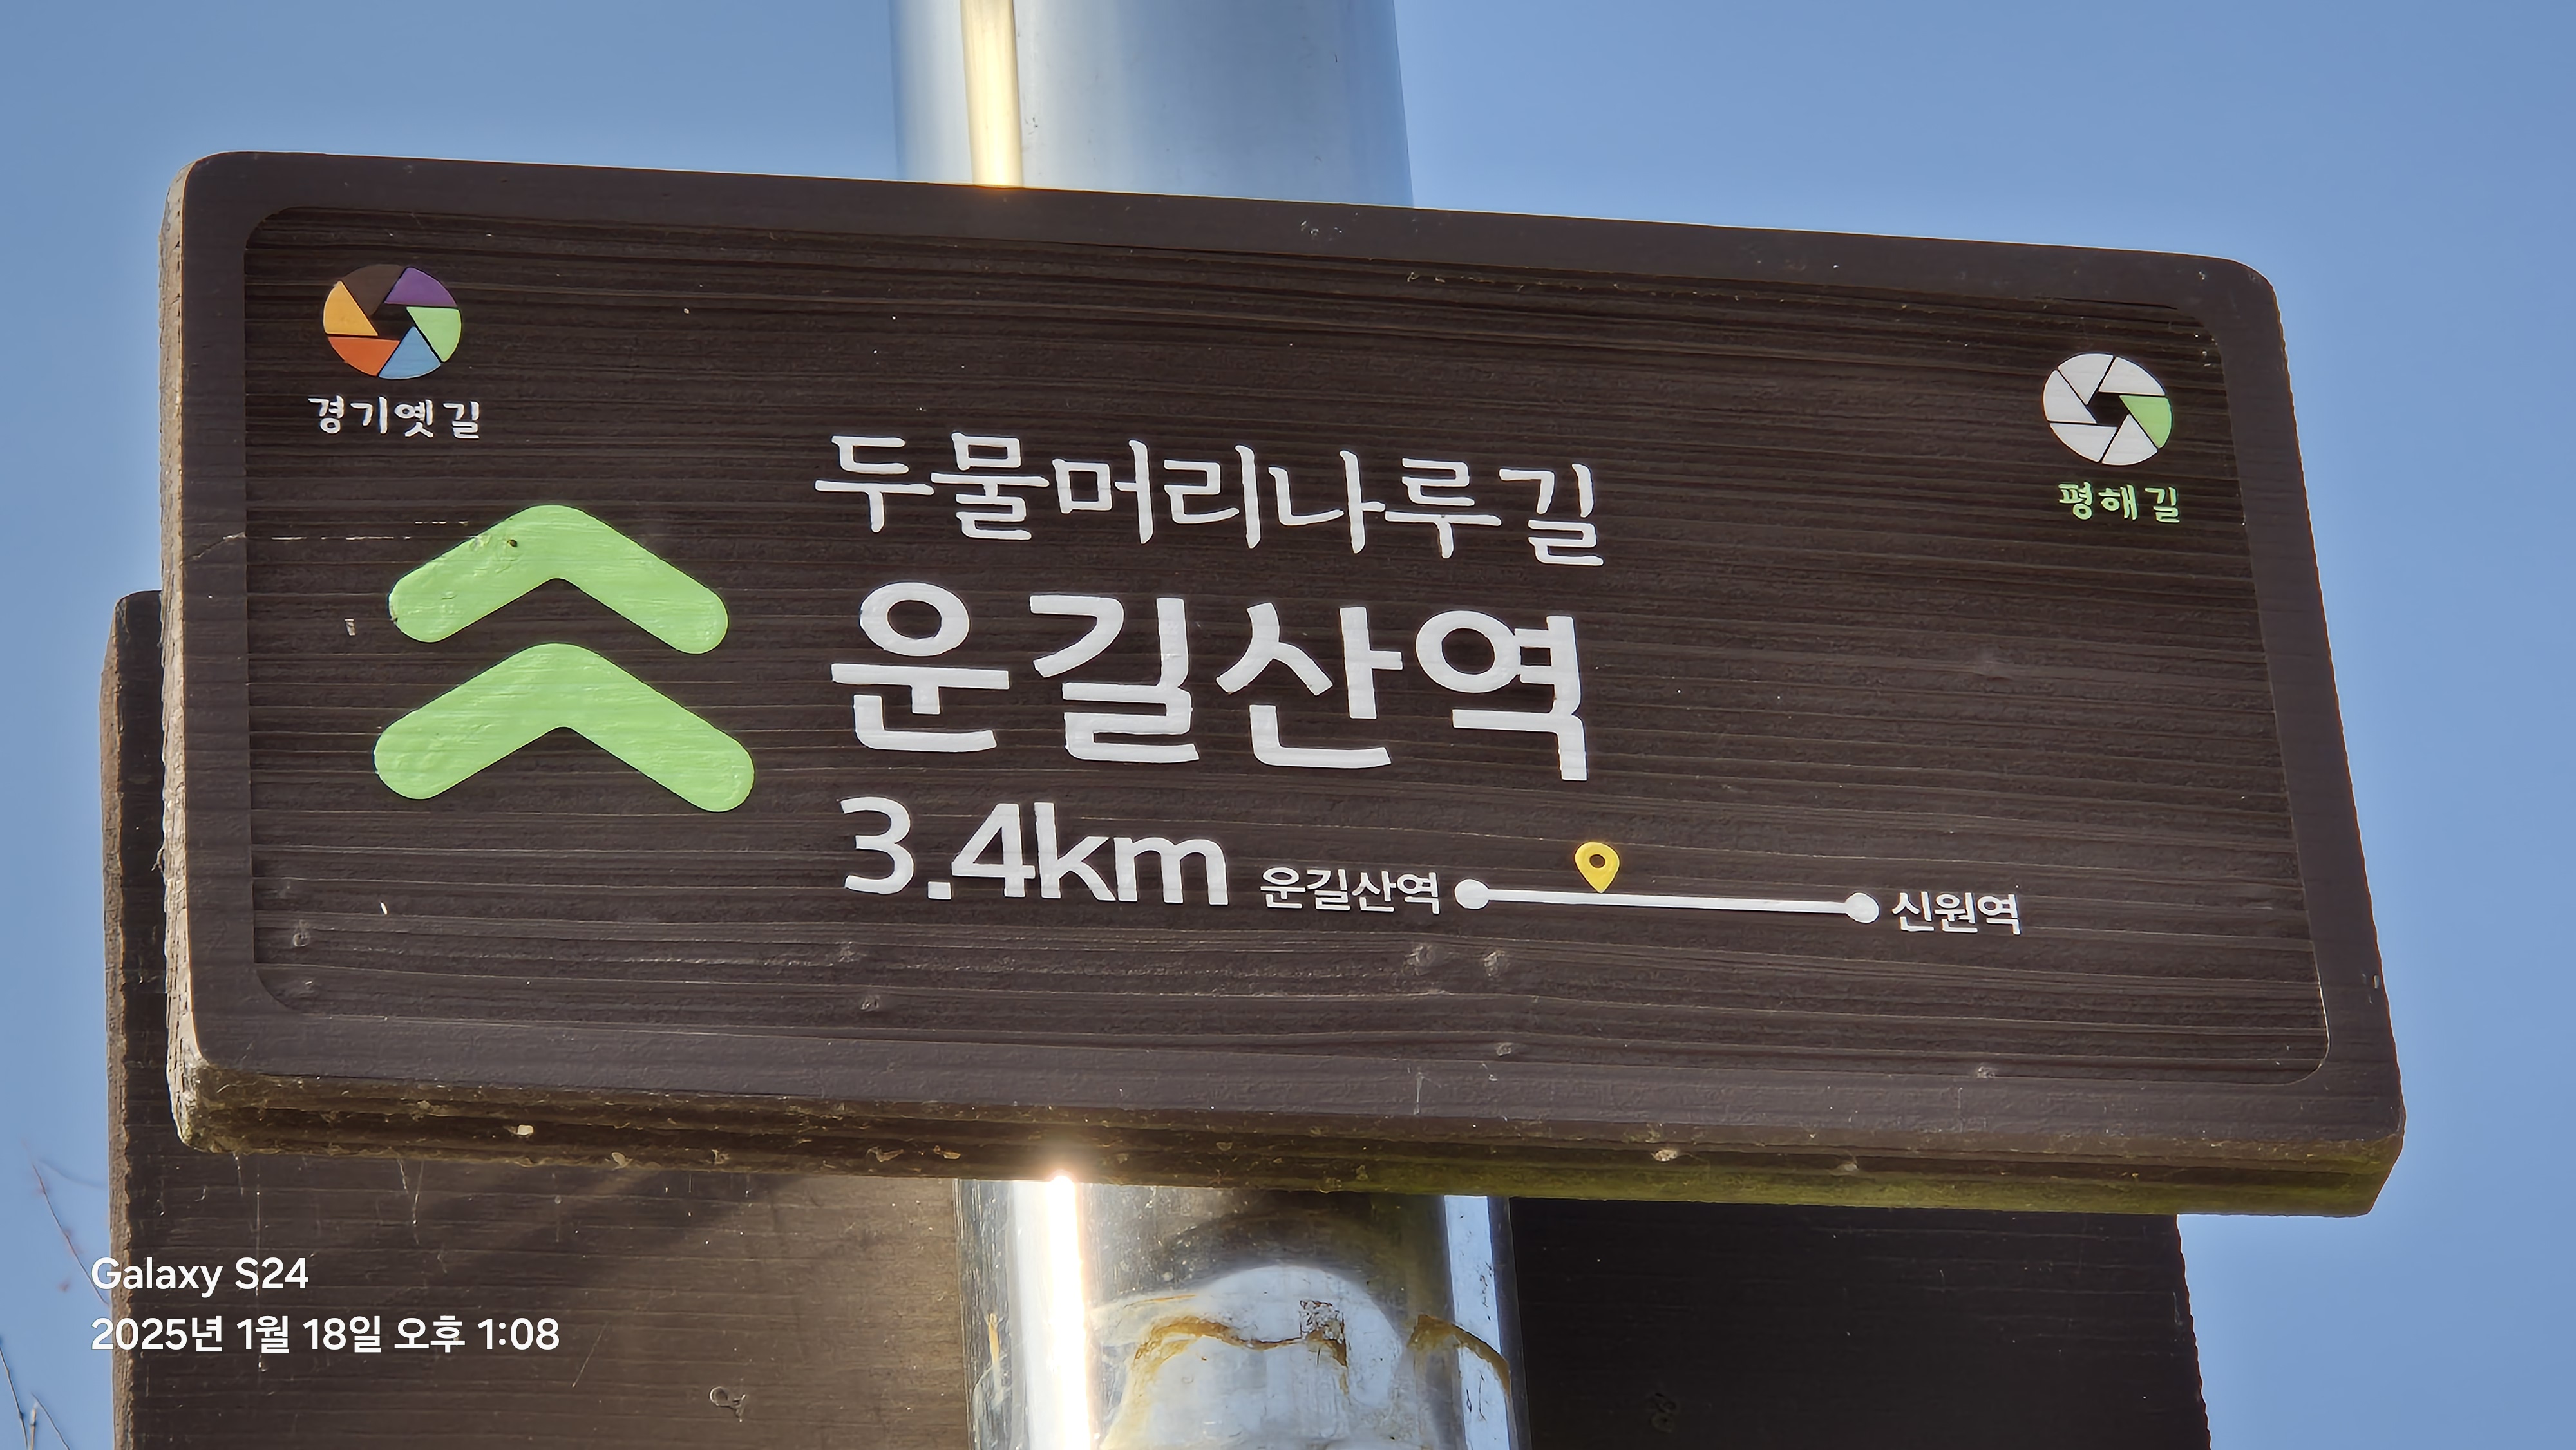 경기옛길
평해길
두물머리나루길
운길산역
3.4km
운길산역 신원역
Galaxy S24
2025년 1월 18일 오후 1:08